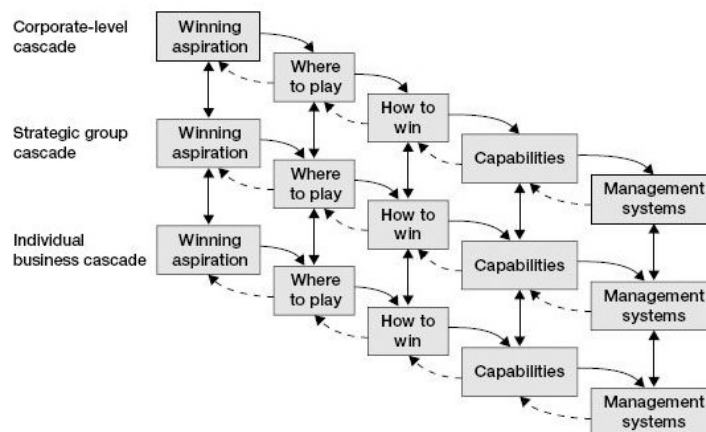 Corporate-level
cascade
Winning
aspiration
Where
to play
How to
win
Capabilities
Management
systems
Strategic group
cascade
Winning
aspiration
Where
to play
How to
win
Capabilities
Management
systems
Individual
business cascade
Winning
aspiration
Where
to play
How to
win
Capabilities
Management
systems